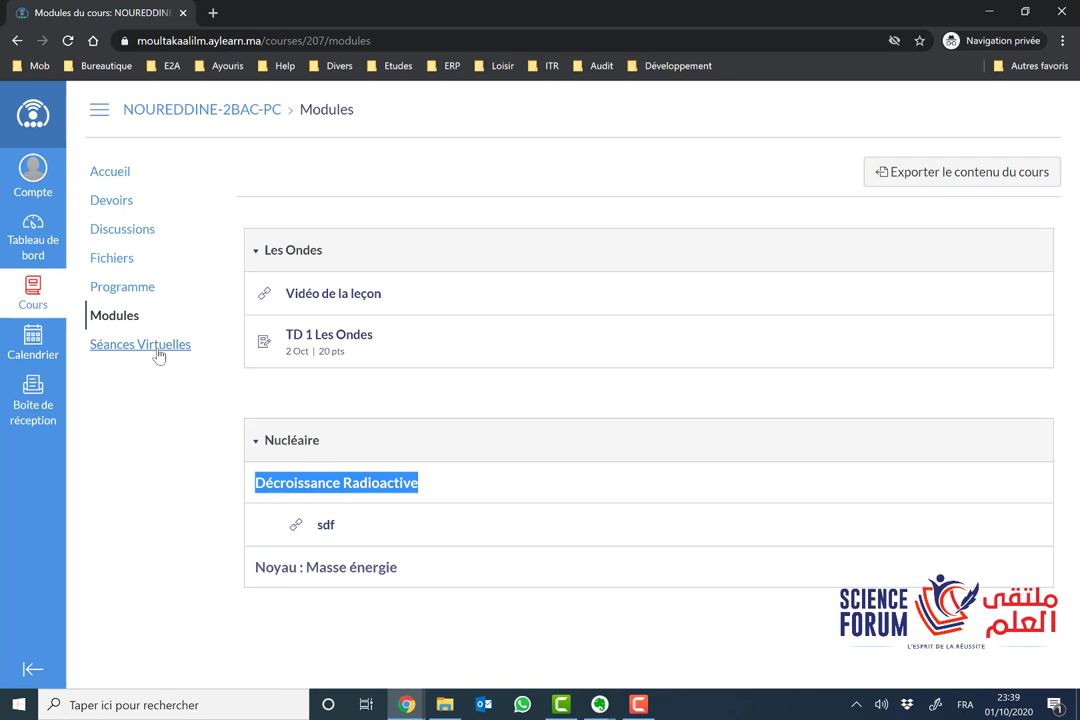 Modules du cours: NOUREDDIN
moultakaalilm.aylearn.ma/courses/207/modules
Navigation privée
Mob
Bureautique
E2A
Ayouris
Help
Divers
Etudes
ERP
Loisir
ITR
Audit
Développement
Autres favoris
NOUREDDINE-2BAC-PC > Modules
Compte
Tableau de
bord
Cours
Calendrier
Boîte de
réception
Accueil
Devoirs
Discussions
Fichiers
Programme
Modules
Séances Virtuelles
Exporter le contenu du cours
Les Ondes
Vidéo de la leçon
TD 1 Les Ondes
2 Oct | 20 pts
Nucléaire
Décroissance Radioactive
sdf
Noyau : Masse énergie
SCIENCE
FORUM
ملتقى
العلم
L'ESPRIT DE LA RÉUSSITE
Taper ici pour rechercher
FRA
23:39
01/10/2020
1